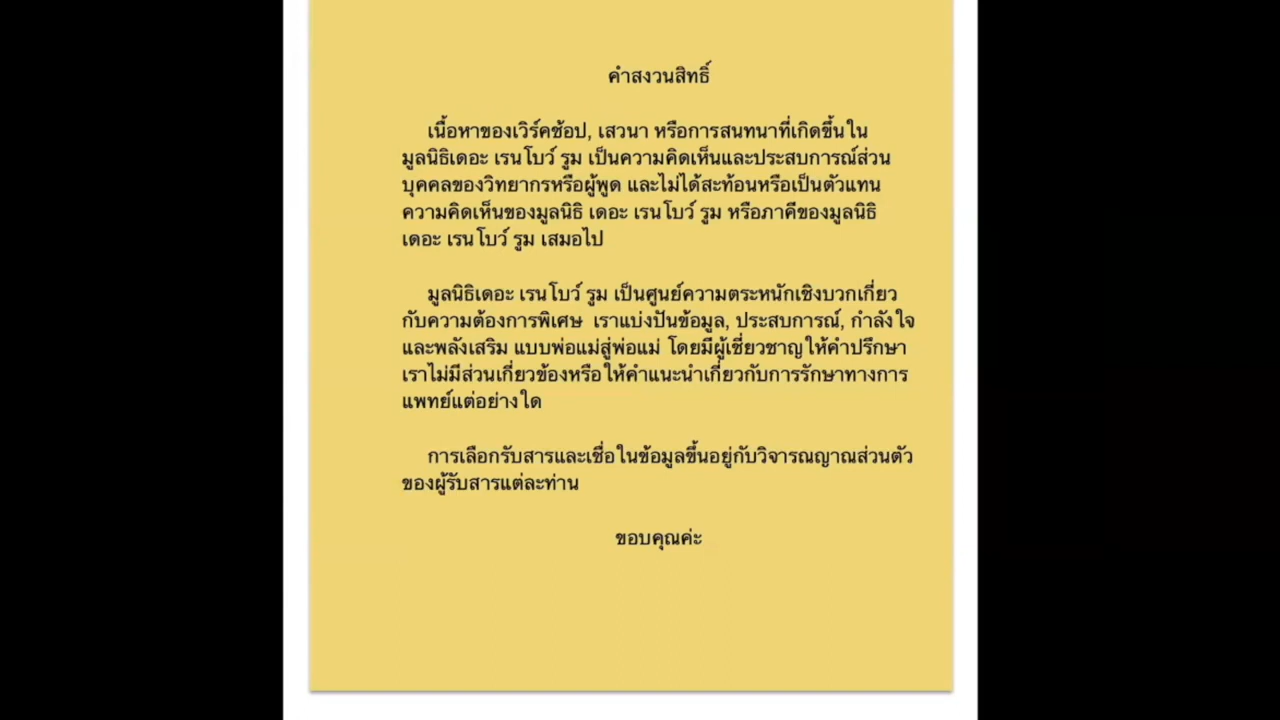 คำสงวนสิทธิ์
เนื้อหาของเวิร์คช้อป, เสวนา หรือการสนทนาที่เกิดขึ้นใน
มูลนิธิเดอะ เรนโบว์ รูม เป็นความคิดเห็นและประสบการณ์ส่วน
บุคคลของวิทยากรหรือผู้พูด และไม่ได้สะท้อนหรือเป็นตัวแทน
ความคิดเห็นของมูลนิธิ เดอะ เรนโบว์ รูม หรือภาคีของมูลนิธิ
เดอะ เรนโบว์ รูม เสมอไป
มูลนิธิเดอะ เรนโบว์ รูม เป็นศูนย์ความตระหนักเชิงบวกเกี่ยว
กับความต้องการพิเศษ เราแบ่งปันข้อมูล, ประสบการณ์, กำลังใจ
และพลังเสริม แบบพ่อแม่สู่พ่อแม่ โดยมีผู้เชี่ยวชาญให้คำปรึกษา
เราไม่มีส่วนเกี่ยวข้องหรือให้คำแนะนำเกี่ยวกับการรักษาทางการ
แพทย์แต่อย่างใด
การเลือกรับสารและเชื่อในข้อมูลขึ้นอยู่กับวิจารณญาณส่วนตัว
ของผู้รับสารแต่ละท่าน
ขอบคุณค่ะ